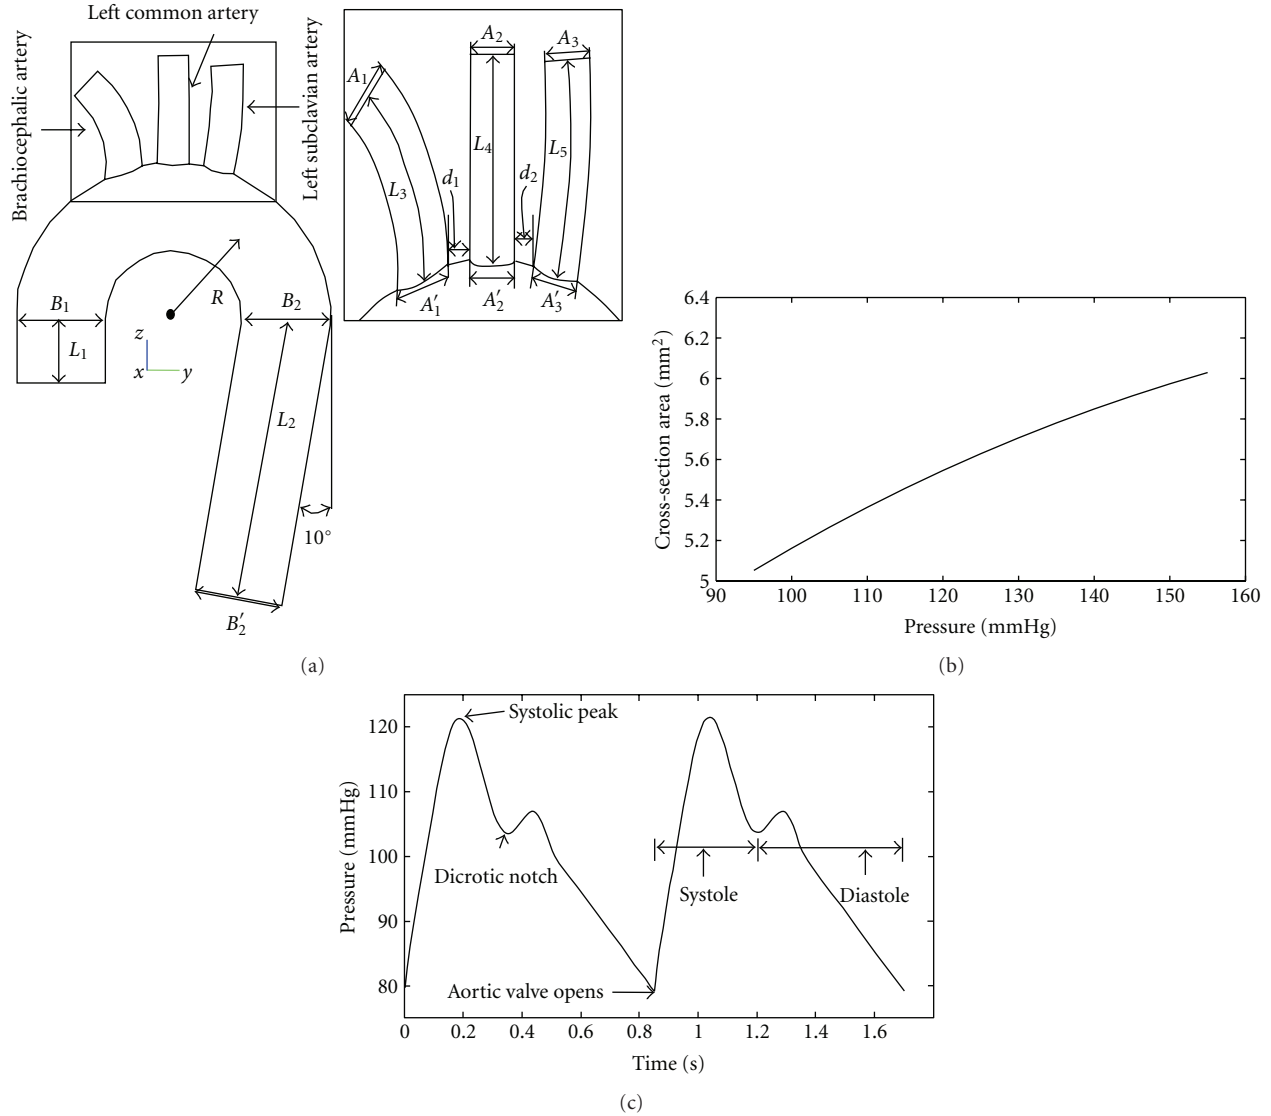 Left common artery
Brachiocephalic artery
Left subclavian artery
B1
L1
R
B2
z
x
y
L2
10°
B′2
A1
A2
A3
L3
L4
L5
d1
d2
A′1
A′2
A′3
(a)
Cross-section area (mm²)
6.4
6.2
6
5.8
5.6
5.4
5.2
5
90 100 110 120 130 140 150 160
Pressure (mmHg)
(b)
Pressure (mmHg)
120
110
100
90
80
Systolic peak
Dicrotic notch
Aortic valve opens
Systole
Diastole
0 0.2 0.4 0.6 0.8 1 1.2 1.4 1.6
Time (s)
(c)